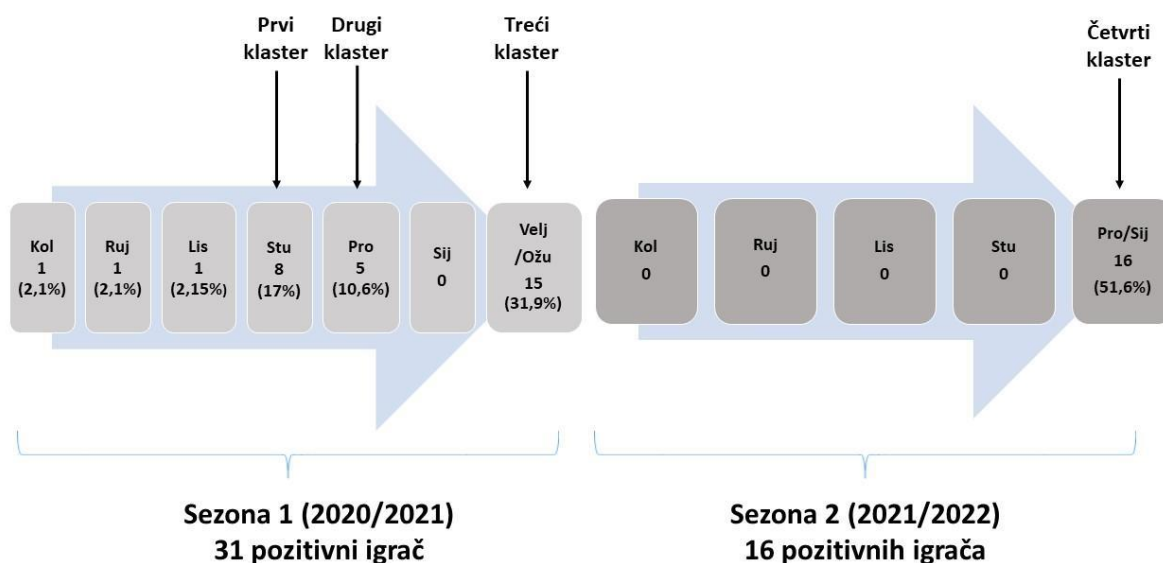 Prvi
klaster
Drugi
klaster
Treći
klaster
Četvrti
klaster
Kol
1
(2,1%)
Ruj
1
(2,1%)
Lis
1
(2,15%)
Stu
8
(17%)
Pro
5
(10,6%)
Sij
0
Velj
/Ožu
15
(31,9%)
Kol
0
Ruj
0
Lis
0
Stu
0
Pro/Sij
16
(51,6%)
Sezona 1 (2020/2021)
31 pozitivni igrač
Sezona 2 (2021/2022)
16 pozitivnih igrača